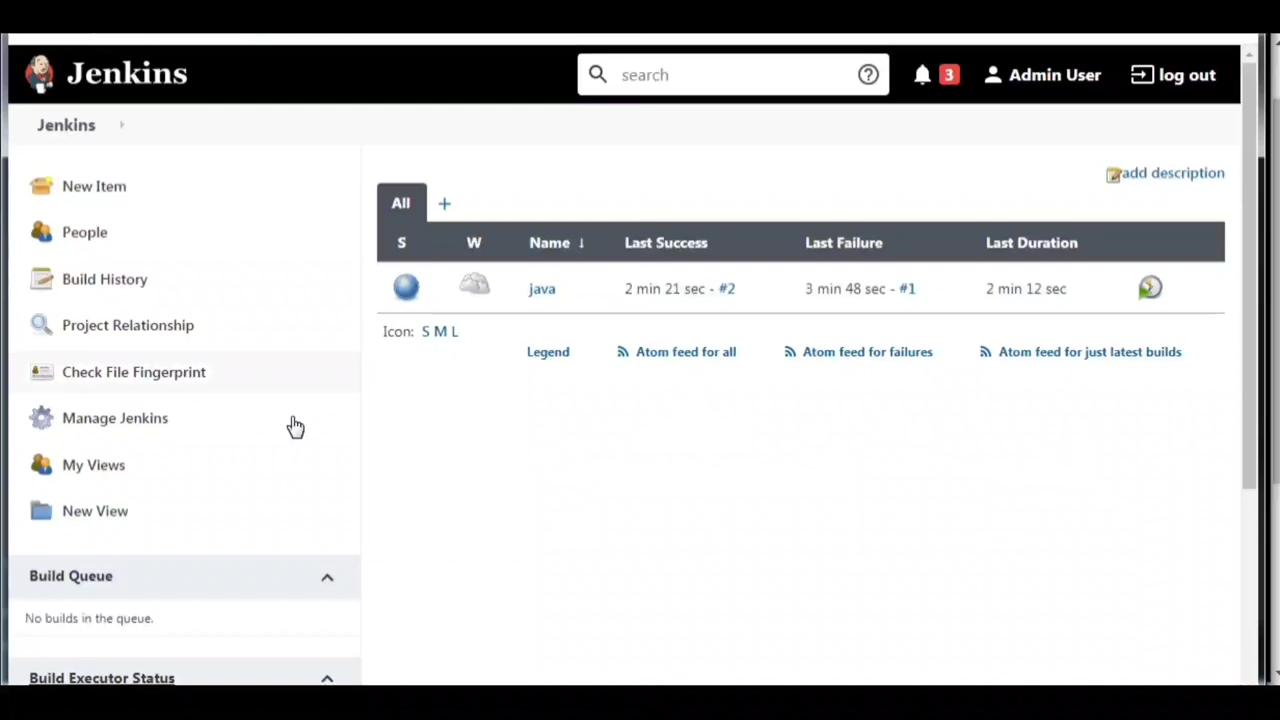 Jenkins
search
3
Admin User
log out
Jenkins
New Item
People
Build History
Project Relationship
Check File Fingerprint
Manage Jenkins
My Views
New View
Build Queue
No builds in the queue.
Build Executor Status
add description
All +
S W Name ↓ Last Success Last Failure Last Duration
java 2 min 21 sec - #2 3 min 48 sec - #1 2 min 12 sec
Icon: S M L
Legend Atom feed for all Atom feed for failures Atom feed for just latest builds